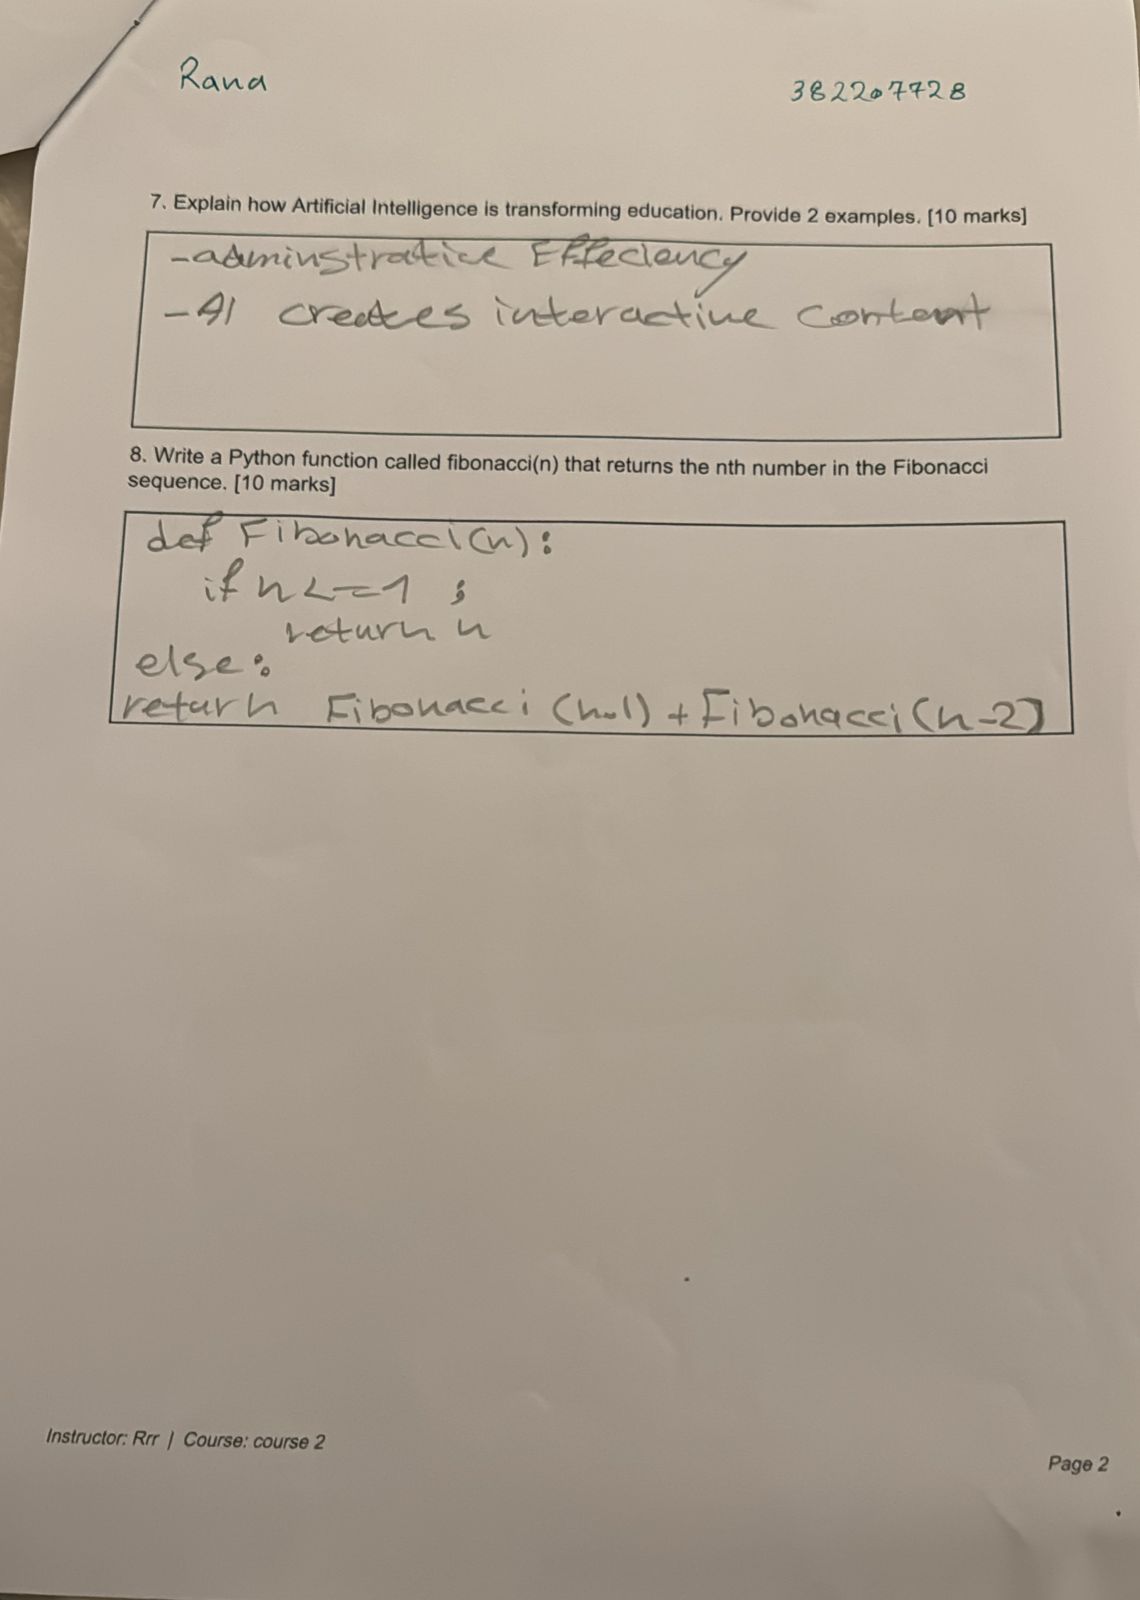 Rana
382207728
7. Explain how Artificial Intelligence is transforming education. Provide 2 examples. [10 marks]
-adminstrative Effeciency
-AI creates interactive content
8. Write a Python function called fibonacci(n) that returns the nth number in the Fibonacci
sequence. [10 marks]
def Fibonacci(n):
if n<=1 ;
return n
else:
return Fibonacci (n-1) + Fibonacci (n-2)
Instructor: Rrr | Course: course 2
Page 2